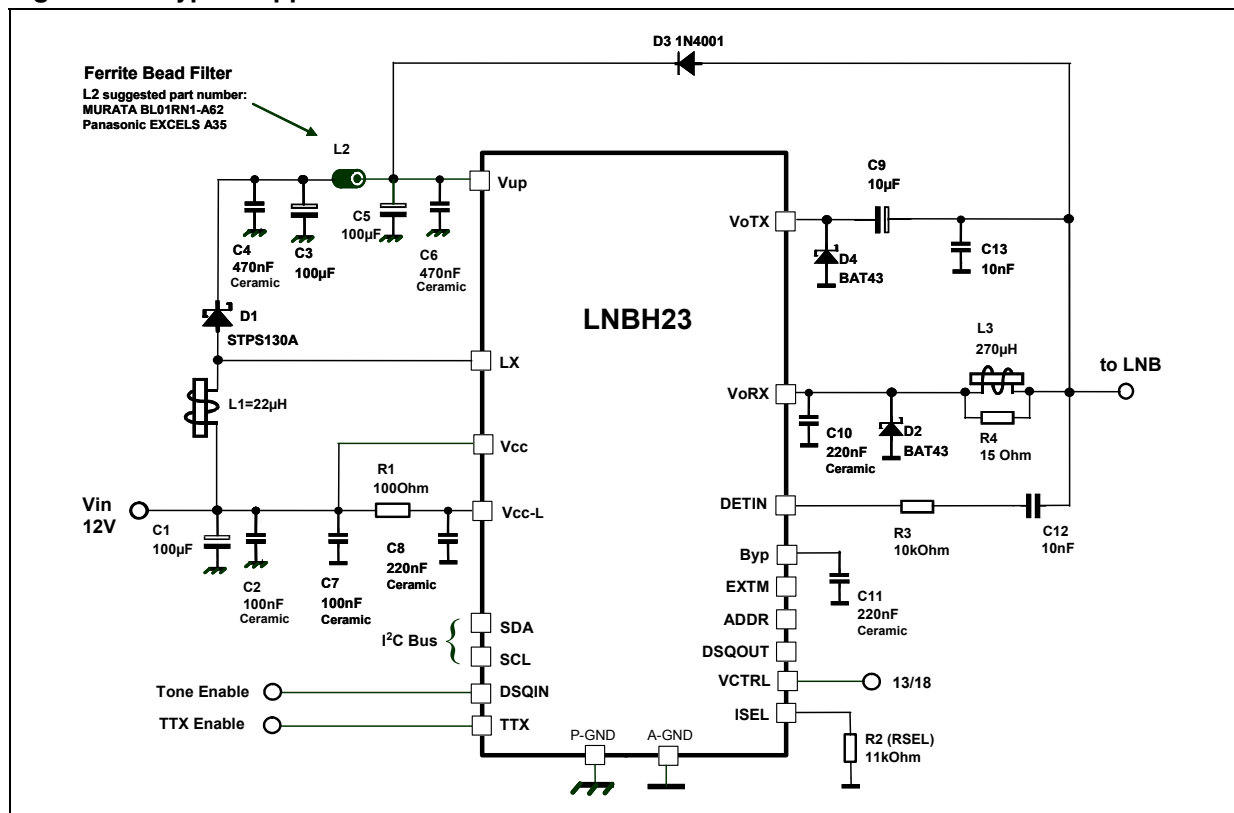 D3 1N4001
Ferrite Bead Filter
L2 suggested part number:
MURATA BL01RN1-A62
Panasonic EXCELS A35
L2
C4
470nF
Ceramic
C3
100µF
C5
100µF
C6
470nF
Ceramic
D1
STPS130A
L1=22µH
Vin
12V
C1
100µF
C2
100nF
Ceramic
C7
100nF
Ceramic
R1
100Ohm
C8
220nF
Ceramic
I²C Bus
Tone Enable
TTX Enable
LNBH23
Vup
LX
Vcc
Vcc-L
SDA
SCL
DSQIN
TTX
P-GND
A-GND
VoTX
VoRX
DETIN
Byp
EXTM
ADDR
DSQOUT
VCTRL
ISEL
C9
10µF
D4
BAT43
C13
10nF
L3
270µH
to LNB
C10
220nF
Ceramic
D2
BAT43
R4
15 Ohm
R3
10kOhm
C12
10nF
C11
220nF
Ceramic
13/18
R2 (RSEL)
11kOhm